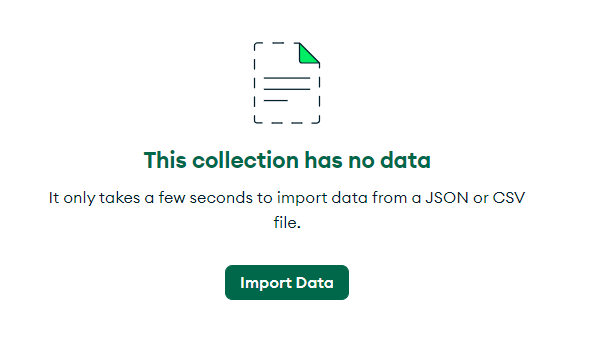 This collection has no data
It only takes a few seconds to import data from a JSON or CSV
file.
Import Data